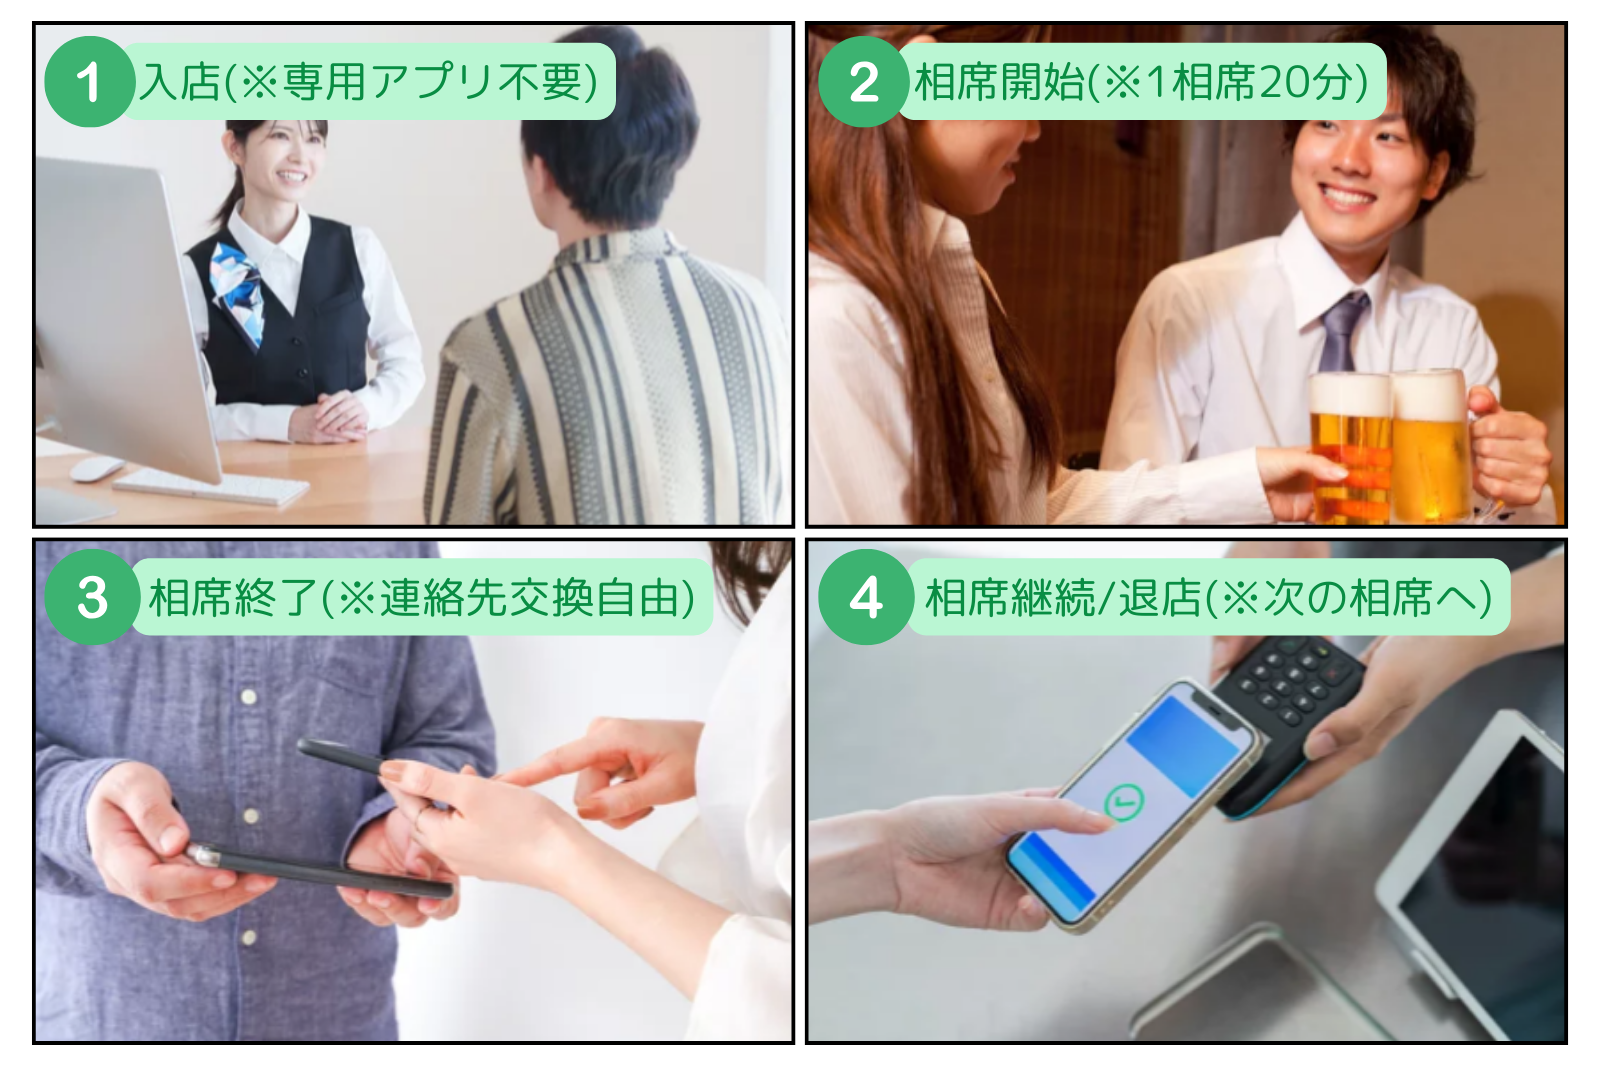 1 入店(※専用アプリ不要)
2 相席開始(※1相席20分)
3 相席終了(※連絡先交換自由)
4 相席継続/退店(※次の相席へ)